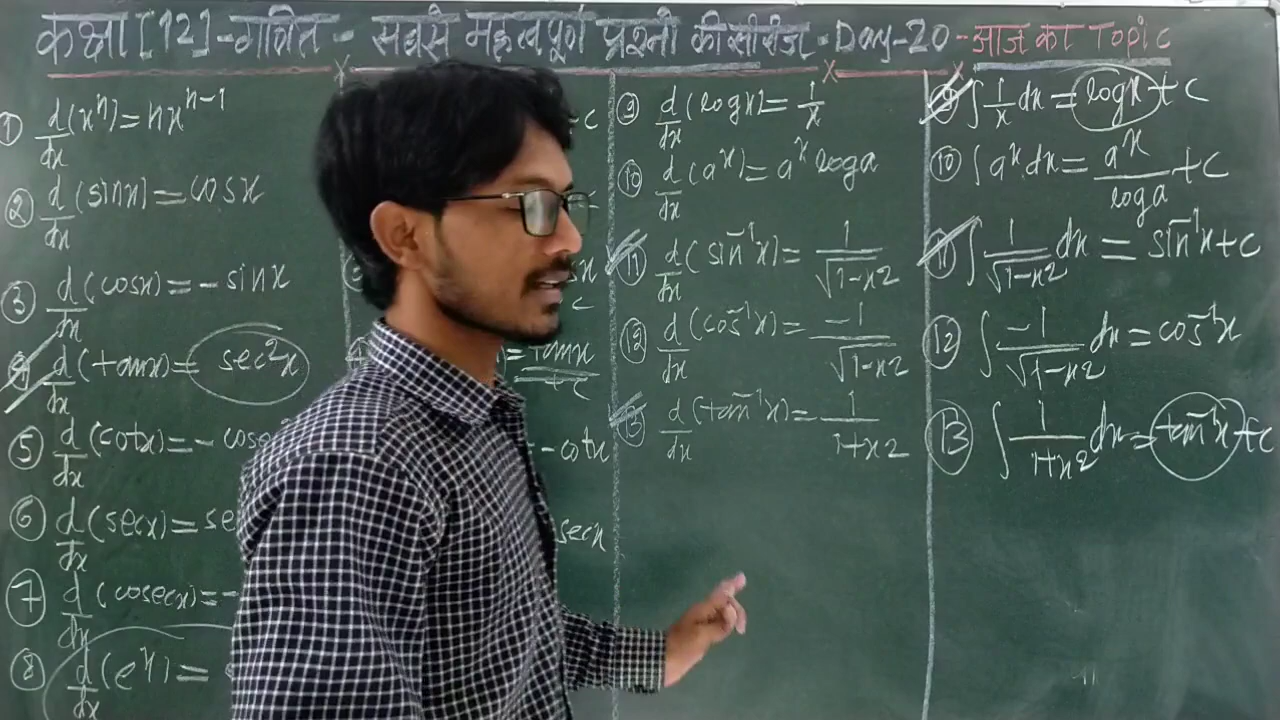 कक्षा [12]-गणित - सबसे महत्वपूर्ण प्रश्नों की सीरीज - Day-20 - आज का Topic
① d/dx (xⁿ) = nxⁿ⁻¹
② d/dx (sinx) = cosx
③ d/dx (cosx) = - sinx
④ d/dx (tanx) = sec²x
⑤ d/dx (cotx) = - cose
⑥ d/dx (secx) = se
⑦ d/dx (cosecx) = -
⑧ d/dx (eˣ) =
+ c
c
= tanx
+ c
= - cotx
secx
⑨ d/dx (logx) = 1/x
⑩ d/dx (aˣ) = aˣ loga
⑪ d/dx (sin⁻¹x) = 1/√1-x2
⑫ d/dx (cos⁻¹x) = -1/√1-x2
⑬ d/dx (tan⁻¹x) = 1/1+x2
⑨ ∫ 1/x dx = logx + c
⑩ ∫ aˣ dx = aˣ/loga + c
⑪ ∫ 1/√1-x2 dx = sin⁻¹x + c
⑫ ∫ -1/√1-x2 dx = cos⁻¹x
⑬ ∫ 1/1+x2 dx = tan⁻¹x + c